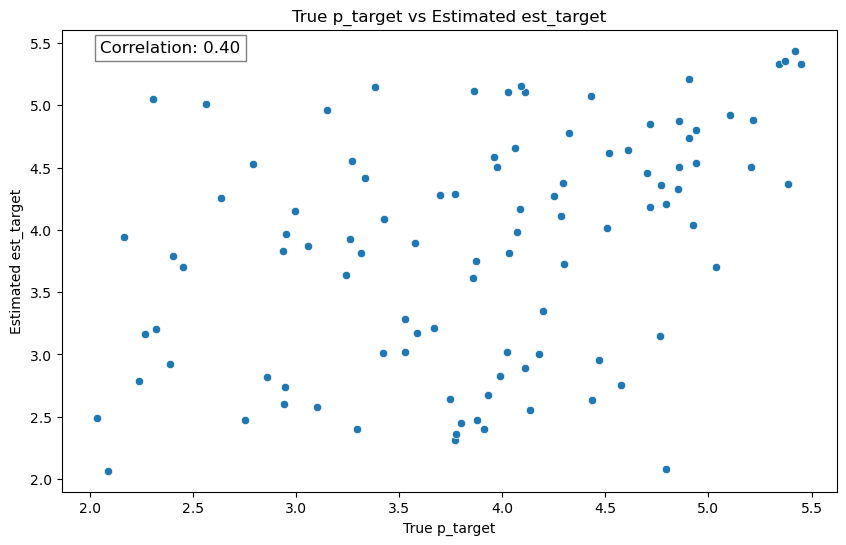 True p_target vs Estimated est_target
Correlation: 0.40
Estimated est_target
5.5
5.0
4.5
4.0
3.5
3.0
2.5
2.0
2.0 2.5 3.0 3.5 4.0 4.5 5.0 5.5
True p_target